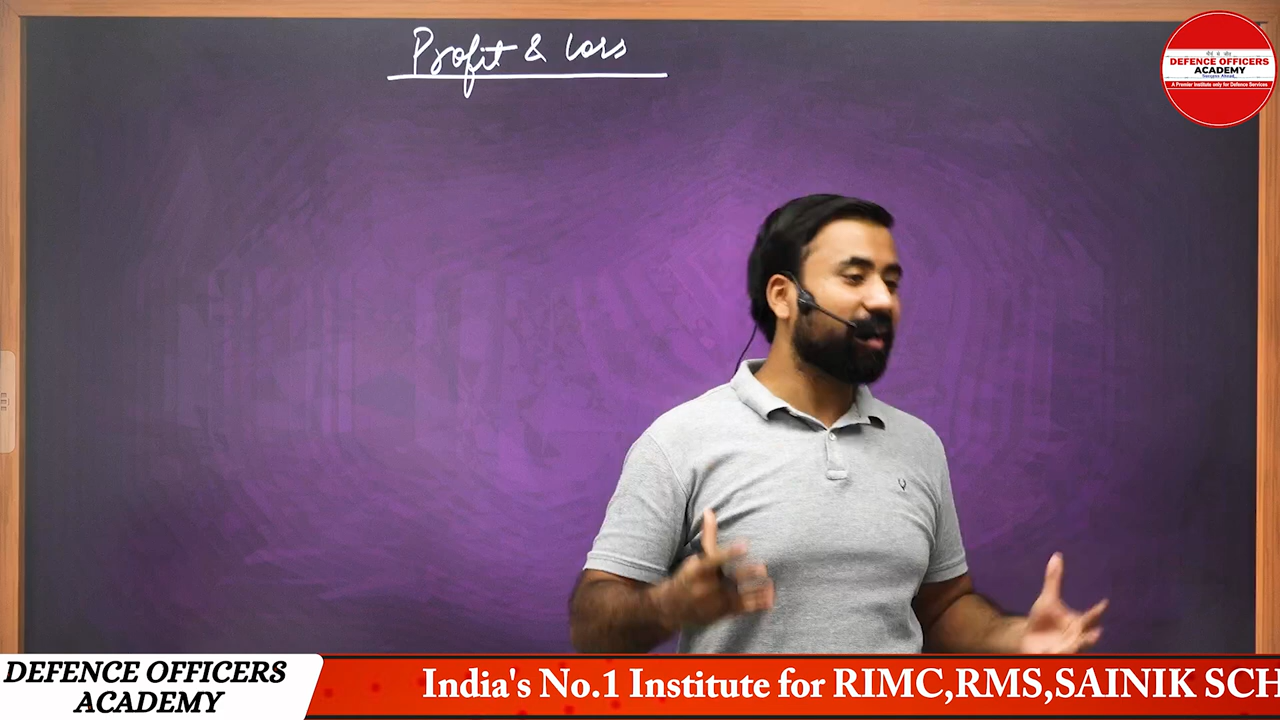 Profit & Loss
DEFENCE OFFICERS
ACADEMY
A Premier Institute only for Defence Services
DEFENCE OFFICERS
ACADEMY
India's No.1 Institute for RIMC,RMS,SAINIK SCH